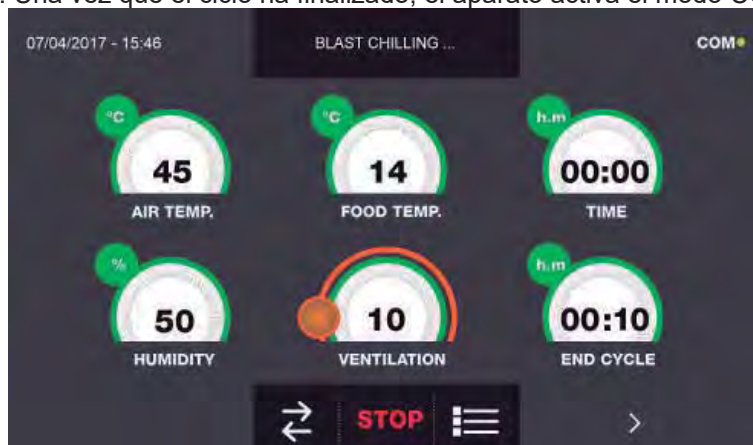 . Una vez que el ciclo ha finalizado, el aparato activa el modo
07/04/2017 - 15:46
BLAST CHILLING ...
COM
°C
°C
h.m
45
14
00:00
AIR TEMP.
FOOD TEMP.
TIME
%
h.m
50
10
00:10
HUMIDITY
VENTILATION
END CYCLE
STOP